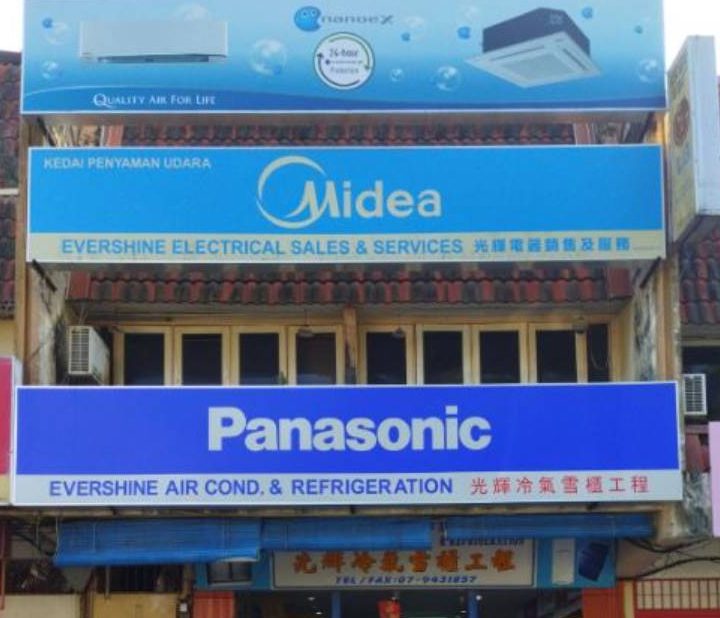 nanoeX
24-hour
Protection
QUALITY AIR FOR LIFE
KEDAI PENYAMAN UDARA
Midea
EVERSHINE ELECTRICAL SALES & SERVICES 光輝電器銷售及服務
Panasonic
EVERSHINE AIR COND. & REFRIGERATION 光輝冷氣雪櫃工程
REFRIGERATION
光輝冷氣雪櫃工程
TEL/FAX:07-9431857